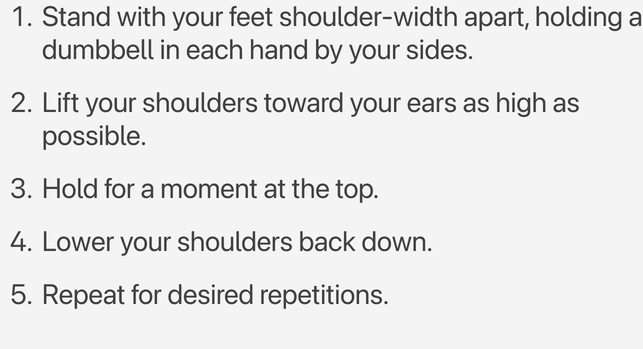 1. Stand with your feet shoulder-width apart, holding a
dumbbell in each hand by your sides.
2. Lift your shoulders toward your ears as high as
possible.
3. Hold for a moment at the top.
4. Lower your shoulders back down.
5. Repeat for desired repetitions.